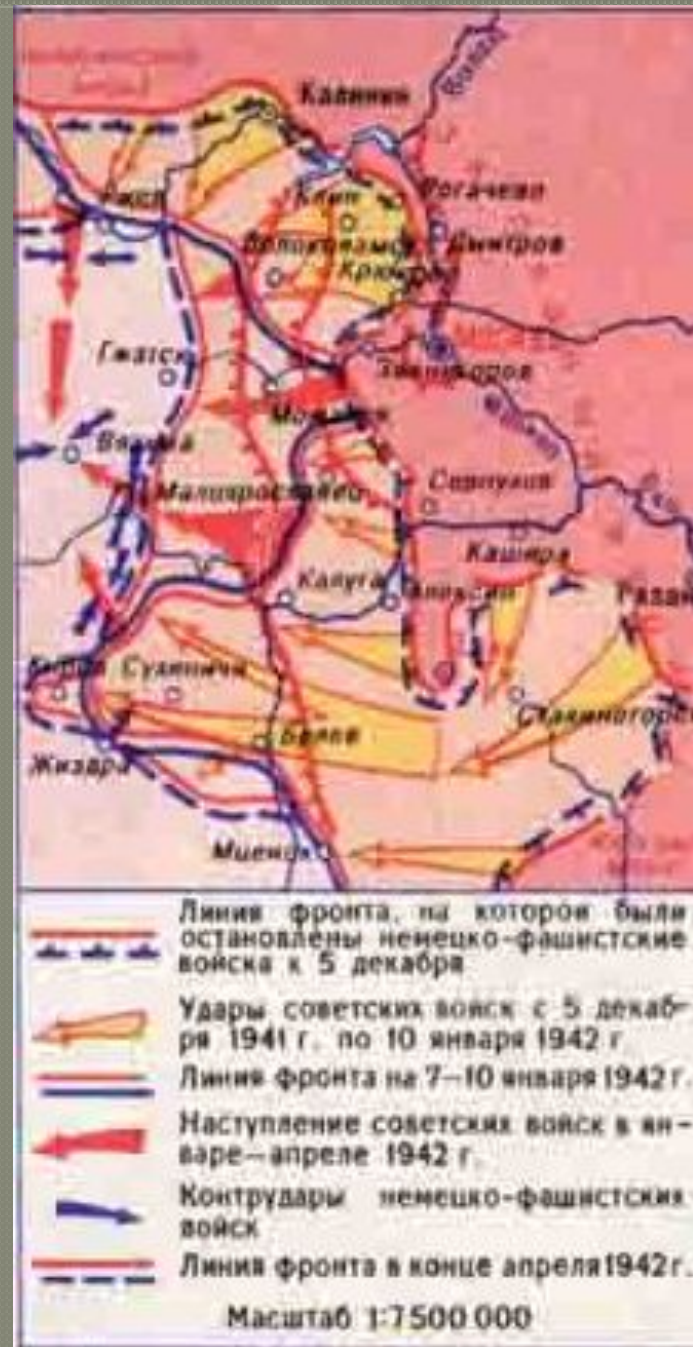 Калинин
Волга
Клин
Рогачево
Дмитров
Волоколамск
Звенигород
Гжатск
Вязьма
Малоярославец
Серпухов
Кашира
Калуга
Алексин
Сухиничи
Сталиногорск
Белев
Жиздра
Мценск
Линия фронта, на которой были
остановлены немецко-фашистские
войска к 5 декабря
Удары советских войск с 5 декаб-
ря 1941 г. по 10 января 1942 г
Линия фронта на 7-10 января 1942 г.
Наступление советских войск в ян-
варе-апреле 1942 г.
Контрудары немецко-фашистских
войск
Линия фронта в конце апреля 1942 г.
Масштаб 1:7 500 000